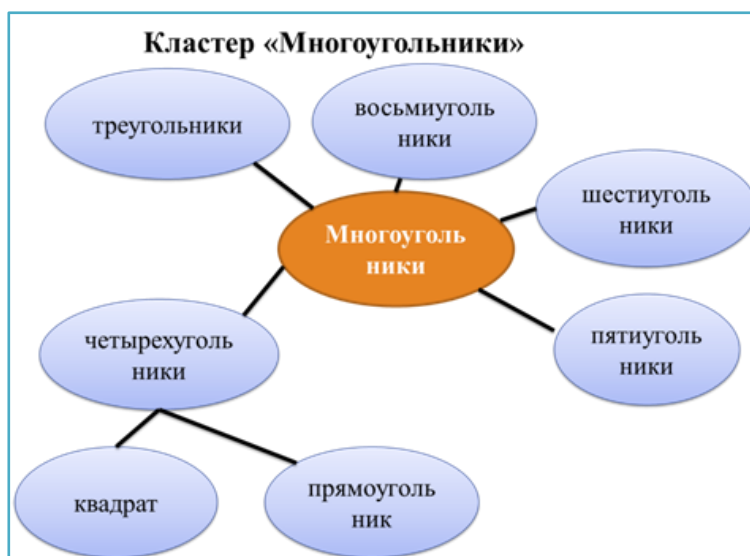 Кластер «Многоугольники»
треугольники
восьмиуголь
ники
шестиуголь
ники
Многоуголь
ники
четырехуголь
ники
пятиуголь
ники
квадрат
прямоуголь
ник